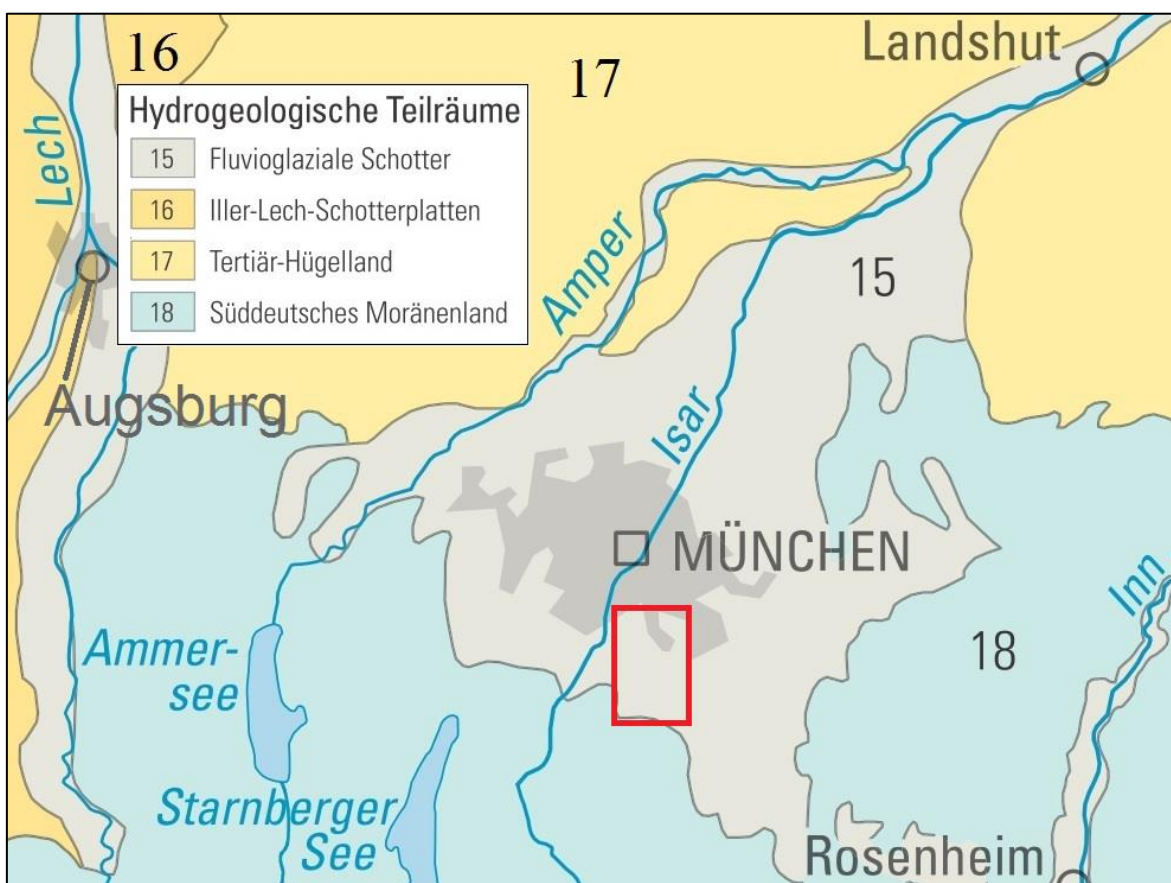 16
17
Landshut
Hydrogeologische Teilräume
15 Fluvioglaziale Schotter
16 Iller-Lech-Schotterplatten
17 Tertiär-Hügelland
18 Süddeutsches Moränenland
Lech
Amper
15
Augsburg
Isar
MÜNCHEN
Inn
18
Ammer-
see
Starnberger
See
Rosenheim